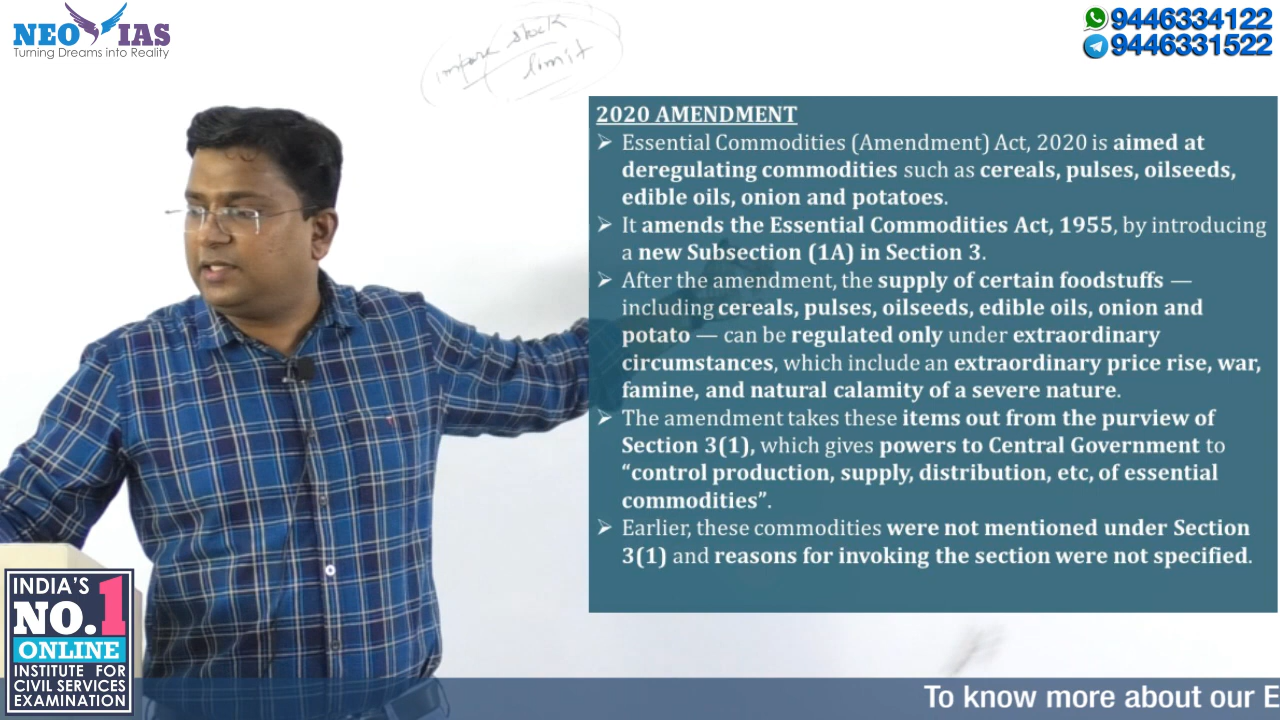 NEO IAS
Turning Dreams into Reality
impose stock
limit
9446334122
9446331522
2020 AMENDMENT
➢ Essential Commodities (Amendment) Act, 2020 is aimed at
deregulating commodities such as cereals, pulses, oilseeds,
edible oils, onion and potatoes.
➢ It amends the Essential Commodities Act, 1955, by introducing
a new Subsection (1A) in Section 3.
➢ After the amendment, the supply of certain foodstuffs —
including cereals, pulses, oilseeds, edible oils, onion and
potato — can be regulated only under extraordinary
circumstances, which include an extraordinary price rise, war,
famine, and natural calamity of a severe nature.
➢ The amendment takes these items out from the purview of
Section 3(1), which gives powers to Central Government to
“control production, supply, distribution, etc, of essential
commodities”.
➢ Earlier, these commodities were not mentioned under Section
3(1) and reasons for invoking the section were not specified.
INDIA'S
NO.1
ONLINE
INSTITUTE FOR
CIVIL SERVICES
EXAMINATION
To know more about our E